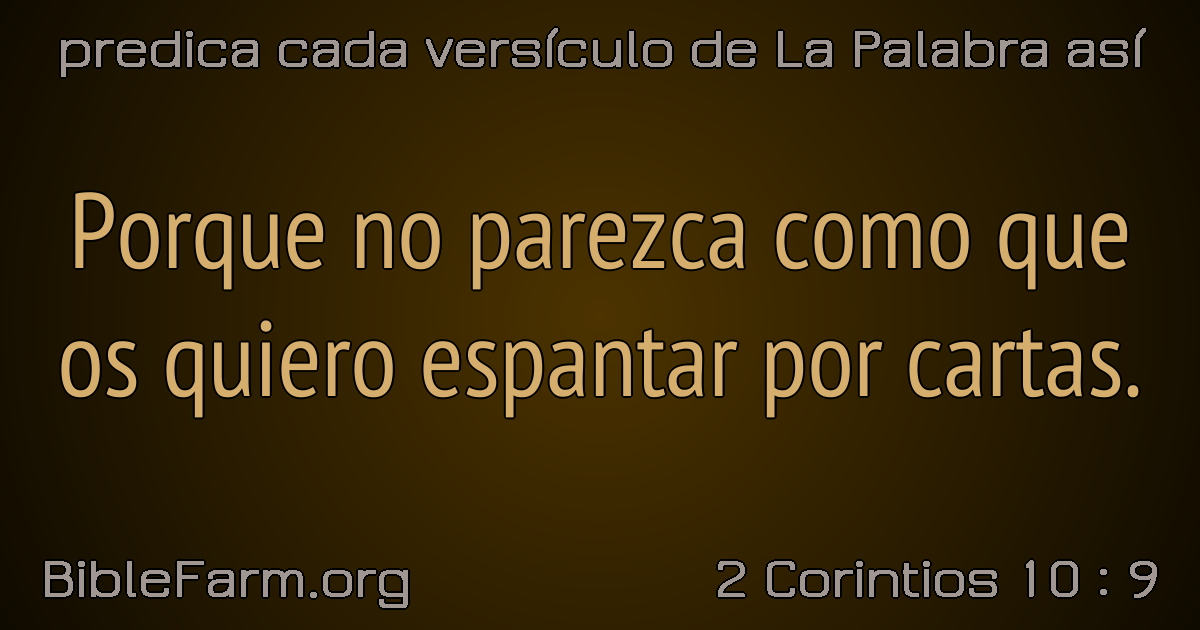 predica cada versículo de La Palabra así
Porque no parezca como que
os quiero espantar por cartas.
BibleFarm.org
2 Corintios 10 : 9